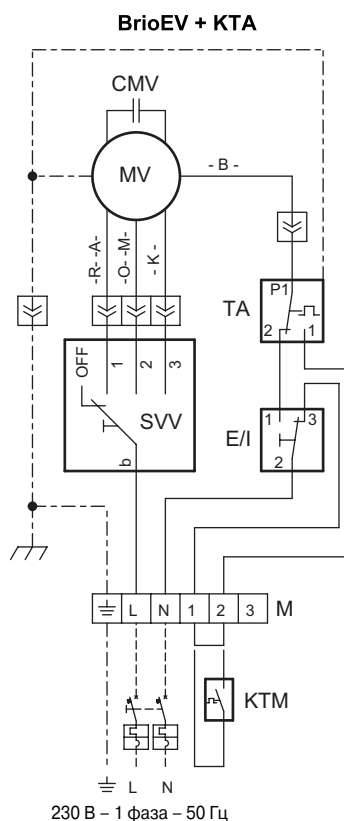 BrioEV + KTA
CMV
MV
- B -
-R- -A-
-O- -M-
- K -
P1
TA
2 1
OFF
1 2 3
SVV
b
1 3
E/I
2
L N 1 2 3 M
KTM
L N
230 В – 1 фаза – 50 Гц